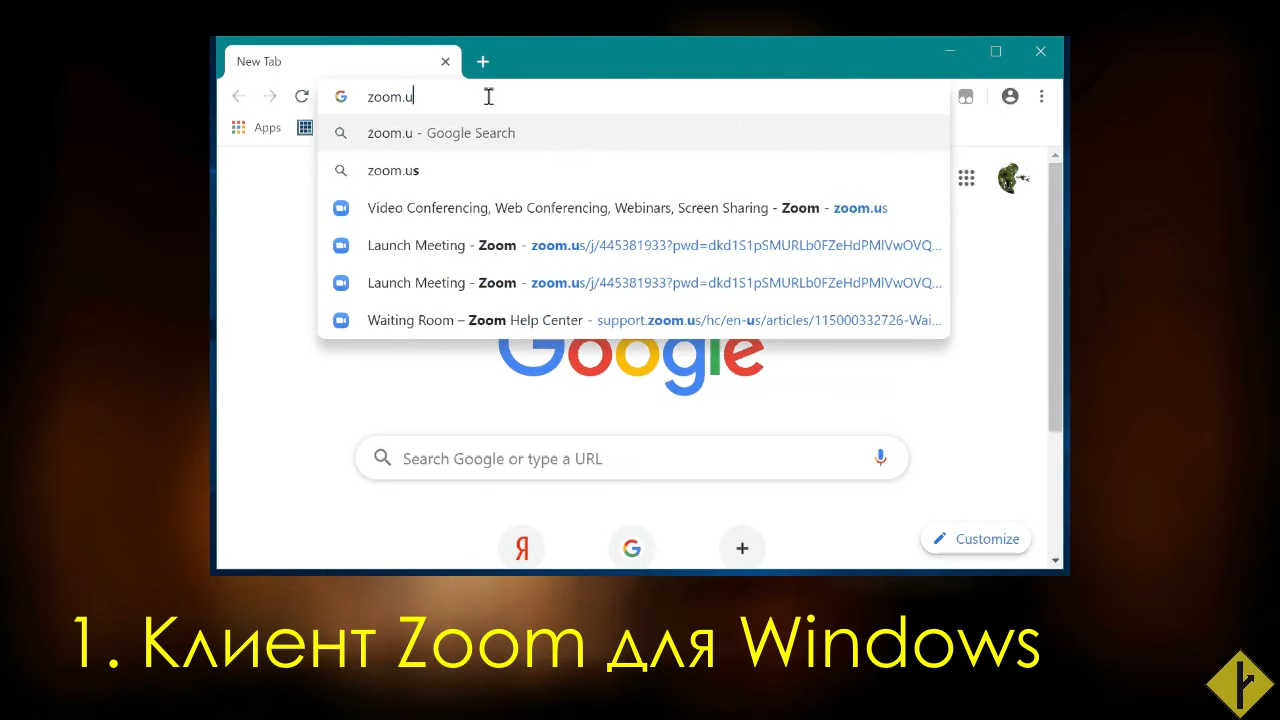 New Tab
zoom.u
Apps
zoom.u - Google Search
zoom.us
Video Conferencing, Web Conferencing, Webinars, Screen Sharing - Zoom - zoom.us
Launch Meeting - Zoom - zoom.us/j/445381933?pwd=dkd1S1pSMURLb0FZeHdPMlVwOVQ...
Launch Meeting - Zoom - zoom.us/j/445381933?pwd=dkd1S1pSMURLb0FZeHdPMlVwOVQ...
Waiting Room – Zoom Help Center - support.zoom.us/hc/en-us/articles/115000332726-Wai...
Google
Search Google or type a URL
Я
G
Customize
1. Клиент Zoom для Windows